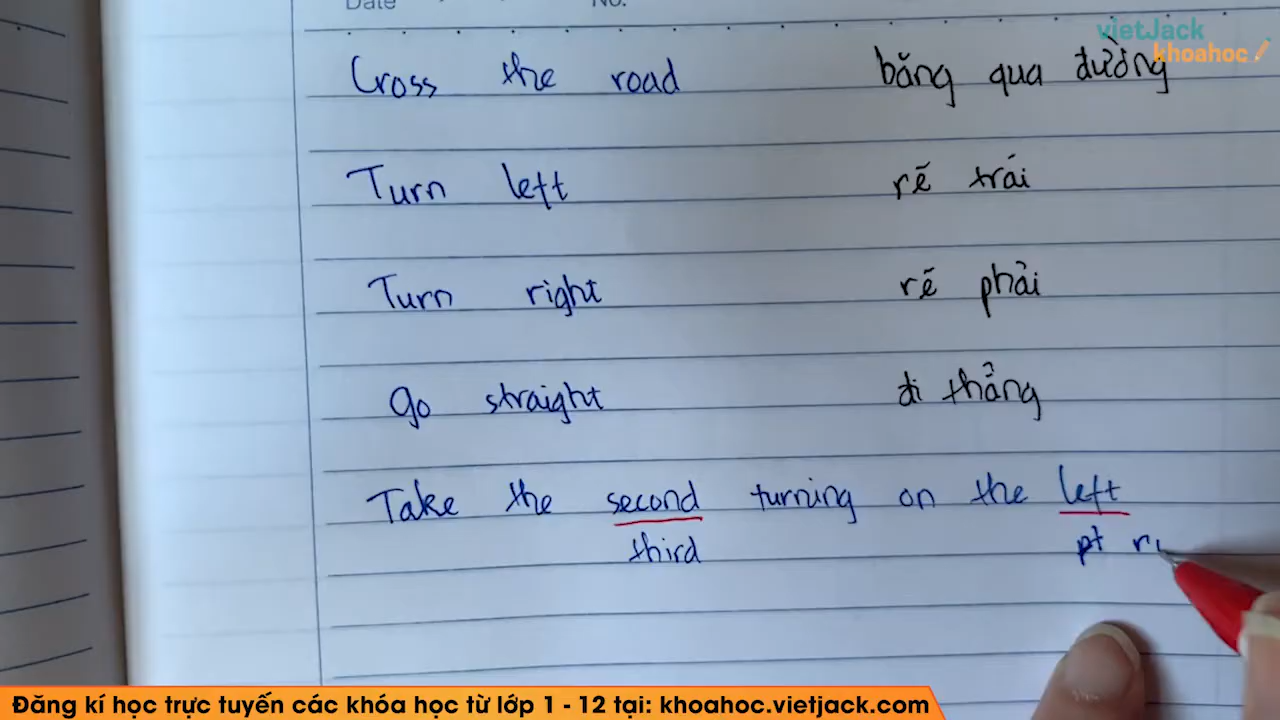 Date No.
vietJack
khoahoc
Cross the road băng qua đường
Turn left rẽ trái
Turn right rẽ phải
go straight đi thẳng
Take the second turning on the left
third pt
Đăng kí học trực tuyến các khóa học từ lớp 1 - 12 tại: khoahoc.vietjack.com